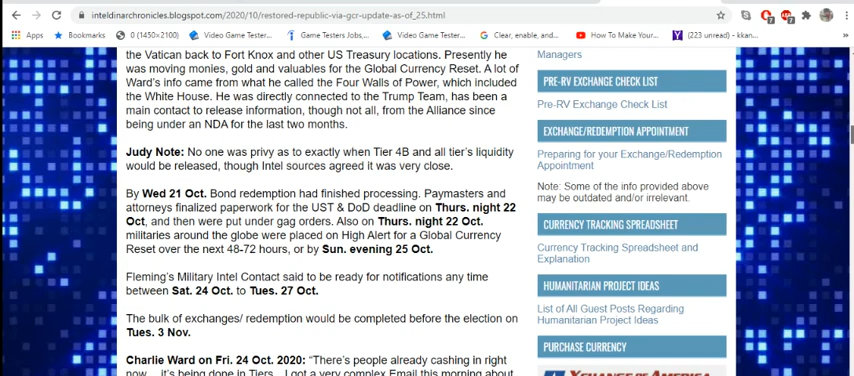 inteldinarchronicles.blogspot.com/2020/10/restored-republic-via-gcr-update-as-of_25.html
Apps
Bookmarks
0 (1450×2100)
Video Game Tester...
Game Testers Jobs,...
Video Game Tester...
Clear, enable, and...
How To Make Your...
(223 unread) - kkan...
the Vatican back to Fort Knox and other US Treasury locations. Presently he
was moving monies, gold and valuables for the Global Currency Reset. A lot of
Ward's info came from what he called the Four Walls of Power, which included
the White House. He was directly connected to the Trump Team, has been a
main contact to release information, though not all, from the Alliance since
being under an NDA for the last two months.
Judy Note: No one was privy as to exactly when Tier 4B and all tier's liquidity
would be released, though Intel sources agreed it was very close.
By Wed 21 Oct. Bond redemption had finished processing. Paymasters and
attorneys finalized paperwork for the UST & DoD deadline on Thurs. night 22
Oct, and then were put under gag orders. Also on Thurs. night 22 Oct.
militaries around the globe were placed on High Alert for a Global Currency
Reset over the next 48-72 hours, or by Sun. evening 25 Oct.
Fleming's Military Intel Contact said to be ready for notifications any time
between Sat. 24 Oct. to Tues. 27 Oct.
The bulk of exchanges/ redemption would be completed before the election on
Tues. 3 Nov.
Charlie Ward on Fri. 24 Oct. 2020: "There's people already cashing in right
now... it's being done in Tiers... I got a very complex Email this morning about
Managers
PRE-RV EXCHANGE CHECK LIST
Pre-RV Exchange Check List
EXCHANGE/REDEMPTION APPOINTMENT
Preparing for your Exchange/Redemption
Appointment
Note: Some of the info provided above
may be outdated and/or irrelevant.
CURRENCY TRACKING SPREADSHEET
Currency Tracking Spreadsheet and
Explanation
HUMANITARIAN PROJECT IDEAS
List of All Guest Posts Regarding
Humanitarian Project Ideas
PURCHASE CURRENCY
XCHANGE OF AMERICA